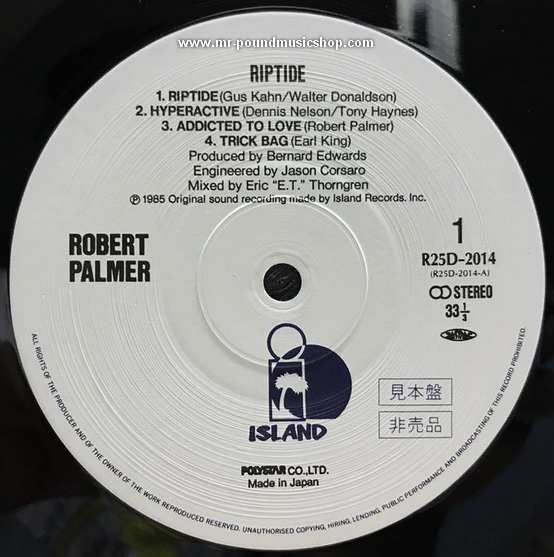 www.mr-poundmusicshop.com
RIPTIDE
1. RIPTIDE (Gus Kahn/Walter Donaldson)
2. HYPERACTIVE (Dennis Nelson/Tony Haynes)
3. ADDICTED TO LOVE (Robert Palmer)
4. TRICK BAG (Earl King)
Produced by Bernard Edwards
Engineered by Jason Corsaro
Mixed by Eric "E.T." Thorngren
Ⓟ 1985 Original sound recording made by Island Records. Inc.
ROBERT
PALMER
1
R25D-2014
(R25D-2014-A)
STEREO
33 1/3
ISLAND
見本盤
非売品
POLYSTAR CO.,LTD.
Made in Japan
ALL RIGHTS OF THE PRODUCER AND OF THE OWNER OF THE WORK REPRODUCED RESERVED. UNAUTHORISED COPYING, HIRING, LENDING, PUBLIC PERFORMANCE AND BROADCASTING OF THIS RECORD PROHIBITED.